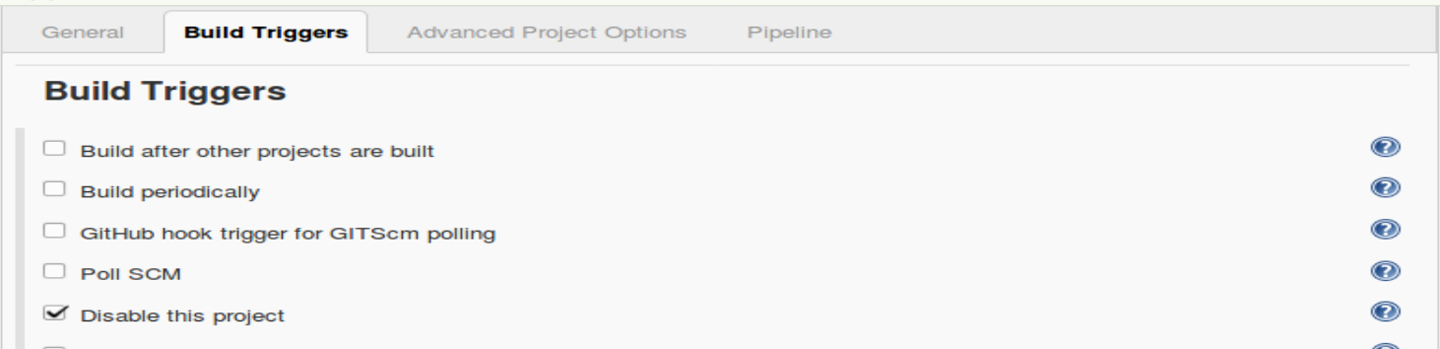 General Build Triggers Advanced Project Options Pipeline
Build Triggers
Build after other projects are built ?
Build periodically ?
GitHub hook trigger for GITScm polling ?
Poll SCM ?
Disable this project ?